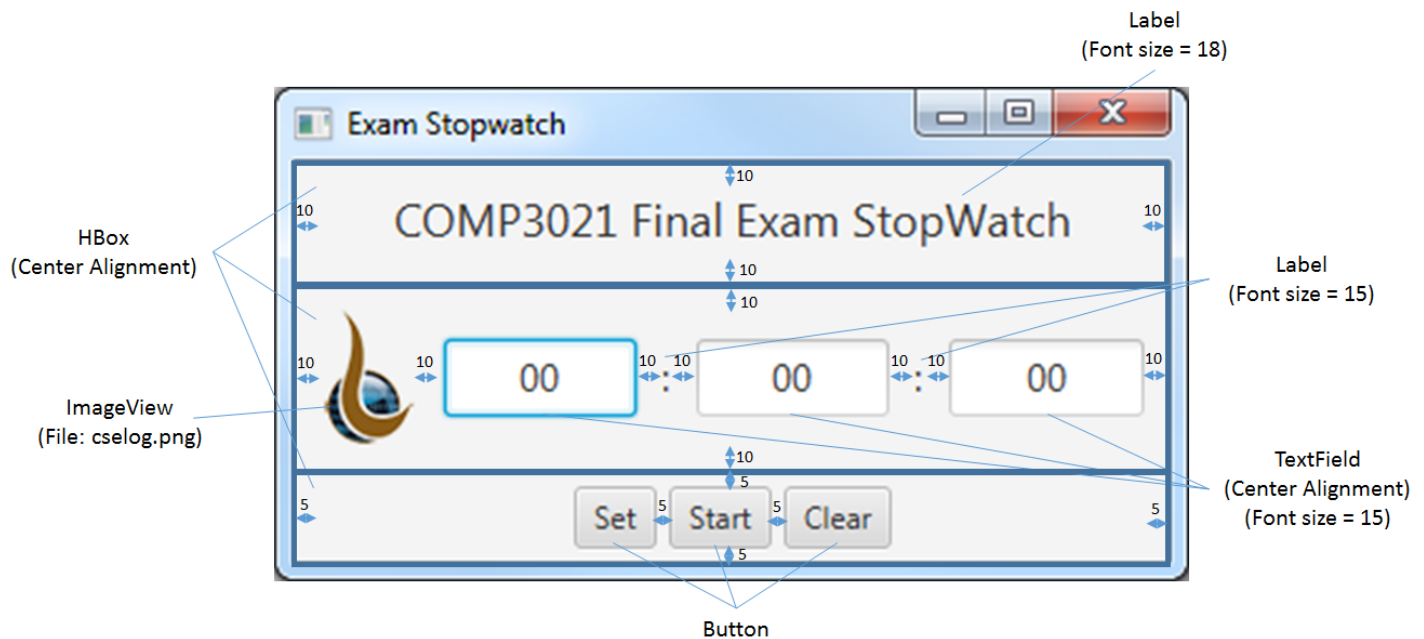 Label
(Font size = 18)
Exam Stopwatch
10
COMP3021 Final Exam StopWatch
10
10
10
HBox
(Center Alignment)
10
Label
(Font size = 15)
10
10
00
10
10
:
00
10
10
:
00
10
ImageView
(File: cselog.png)
10
TextField
(Center Alignment)
(Font size = 15)
5
5
Set
5
Start
5
Clear
5
5
Button